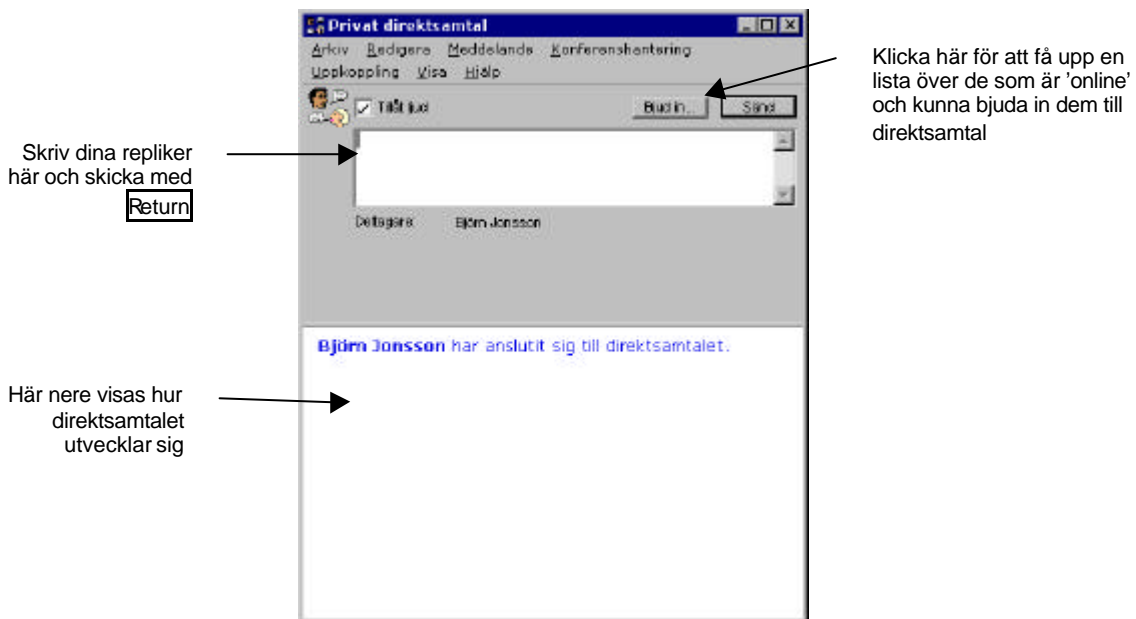 Privat direktsamtal
Arkiv Redigera Meddelande Konferenshantering
Uppkoppling Visa Hjälp
Tillåt ljud
Bjud in...
Sänd
Deltagare:
Björn Jonsson
Björn Jonsson har anslutit sig till direktsamtalet.
Skriv dina repliker
här och skicka med
Return
Här nere visas hur
direktsamtalet
utvecklar sig
Klicka här för att få upp en
lista över de som är ’online’
och kunna bjuda in dem till
direktsamtal